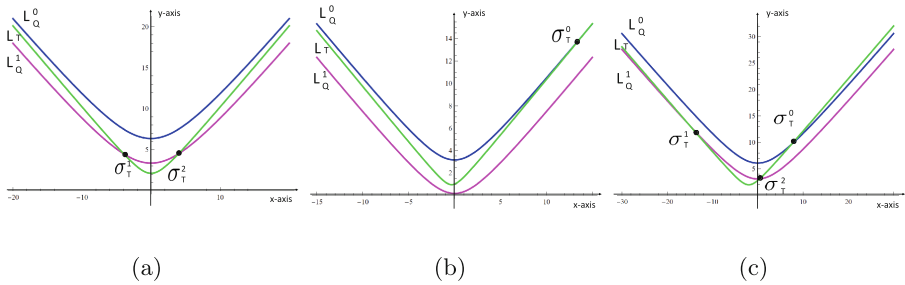 L_Q^0
y-axis
L_T
L_Q^1
20
15
10
5
σ_T^1
σ_T^2
−20
−10
10
20
x-axis
(a)
L_Q^0
y-axis
L_T
L_Q^1
14
12
10
8
6
4
2
σ_T^0
−15
−10
−5
5
10
15
x-axis
(b)
L_Q^0
y-axis
L_T
L_Q^1
30
25
20
15
10
5
σ_T^1
σ_T^0
σ_T^2
−30
−20
−10
10
20
x-axis
(c)